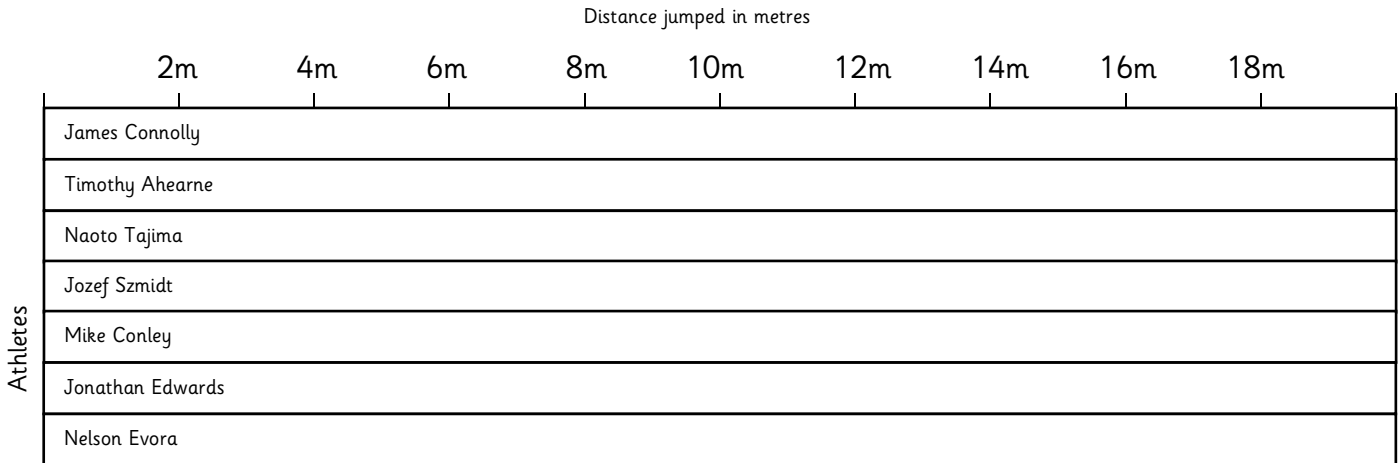 Distance jumped in metres
2m 4m 6m 8m 10m 12m 14m 16m 18m
James Connolly
Timothy Ahearne
Naoto Tajima
Jozef Szmidt
Mike Conley
Jonathan Edwards
Nelson Evora
Athletes